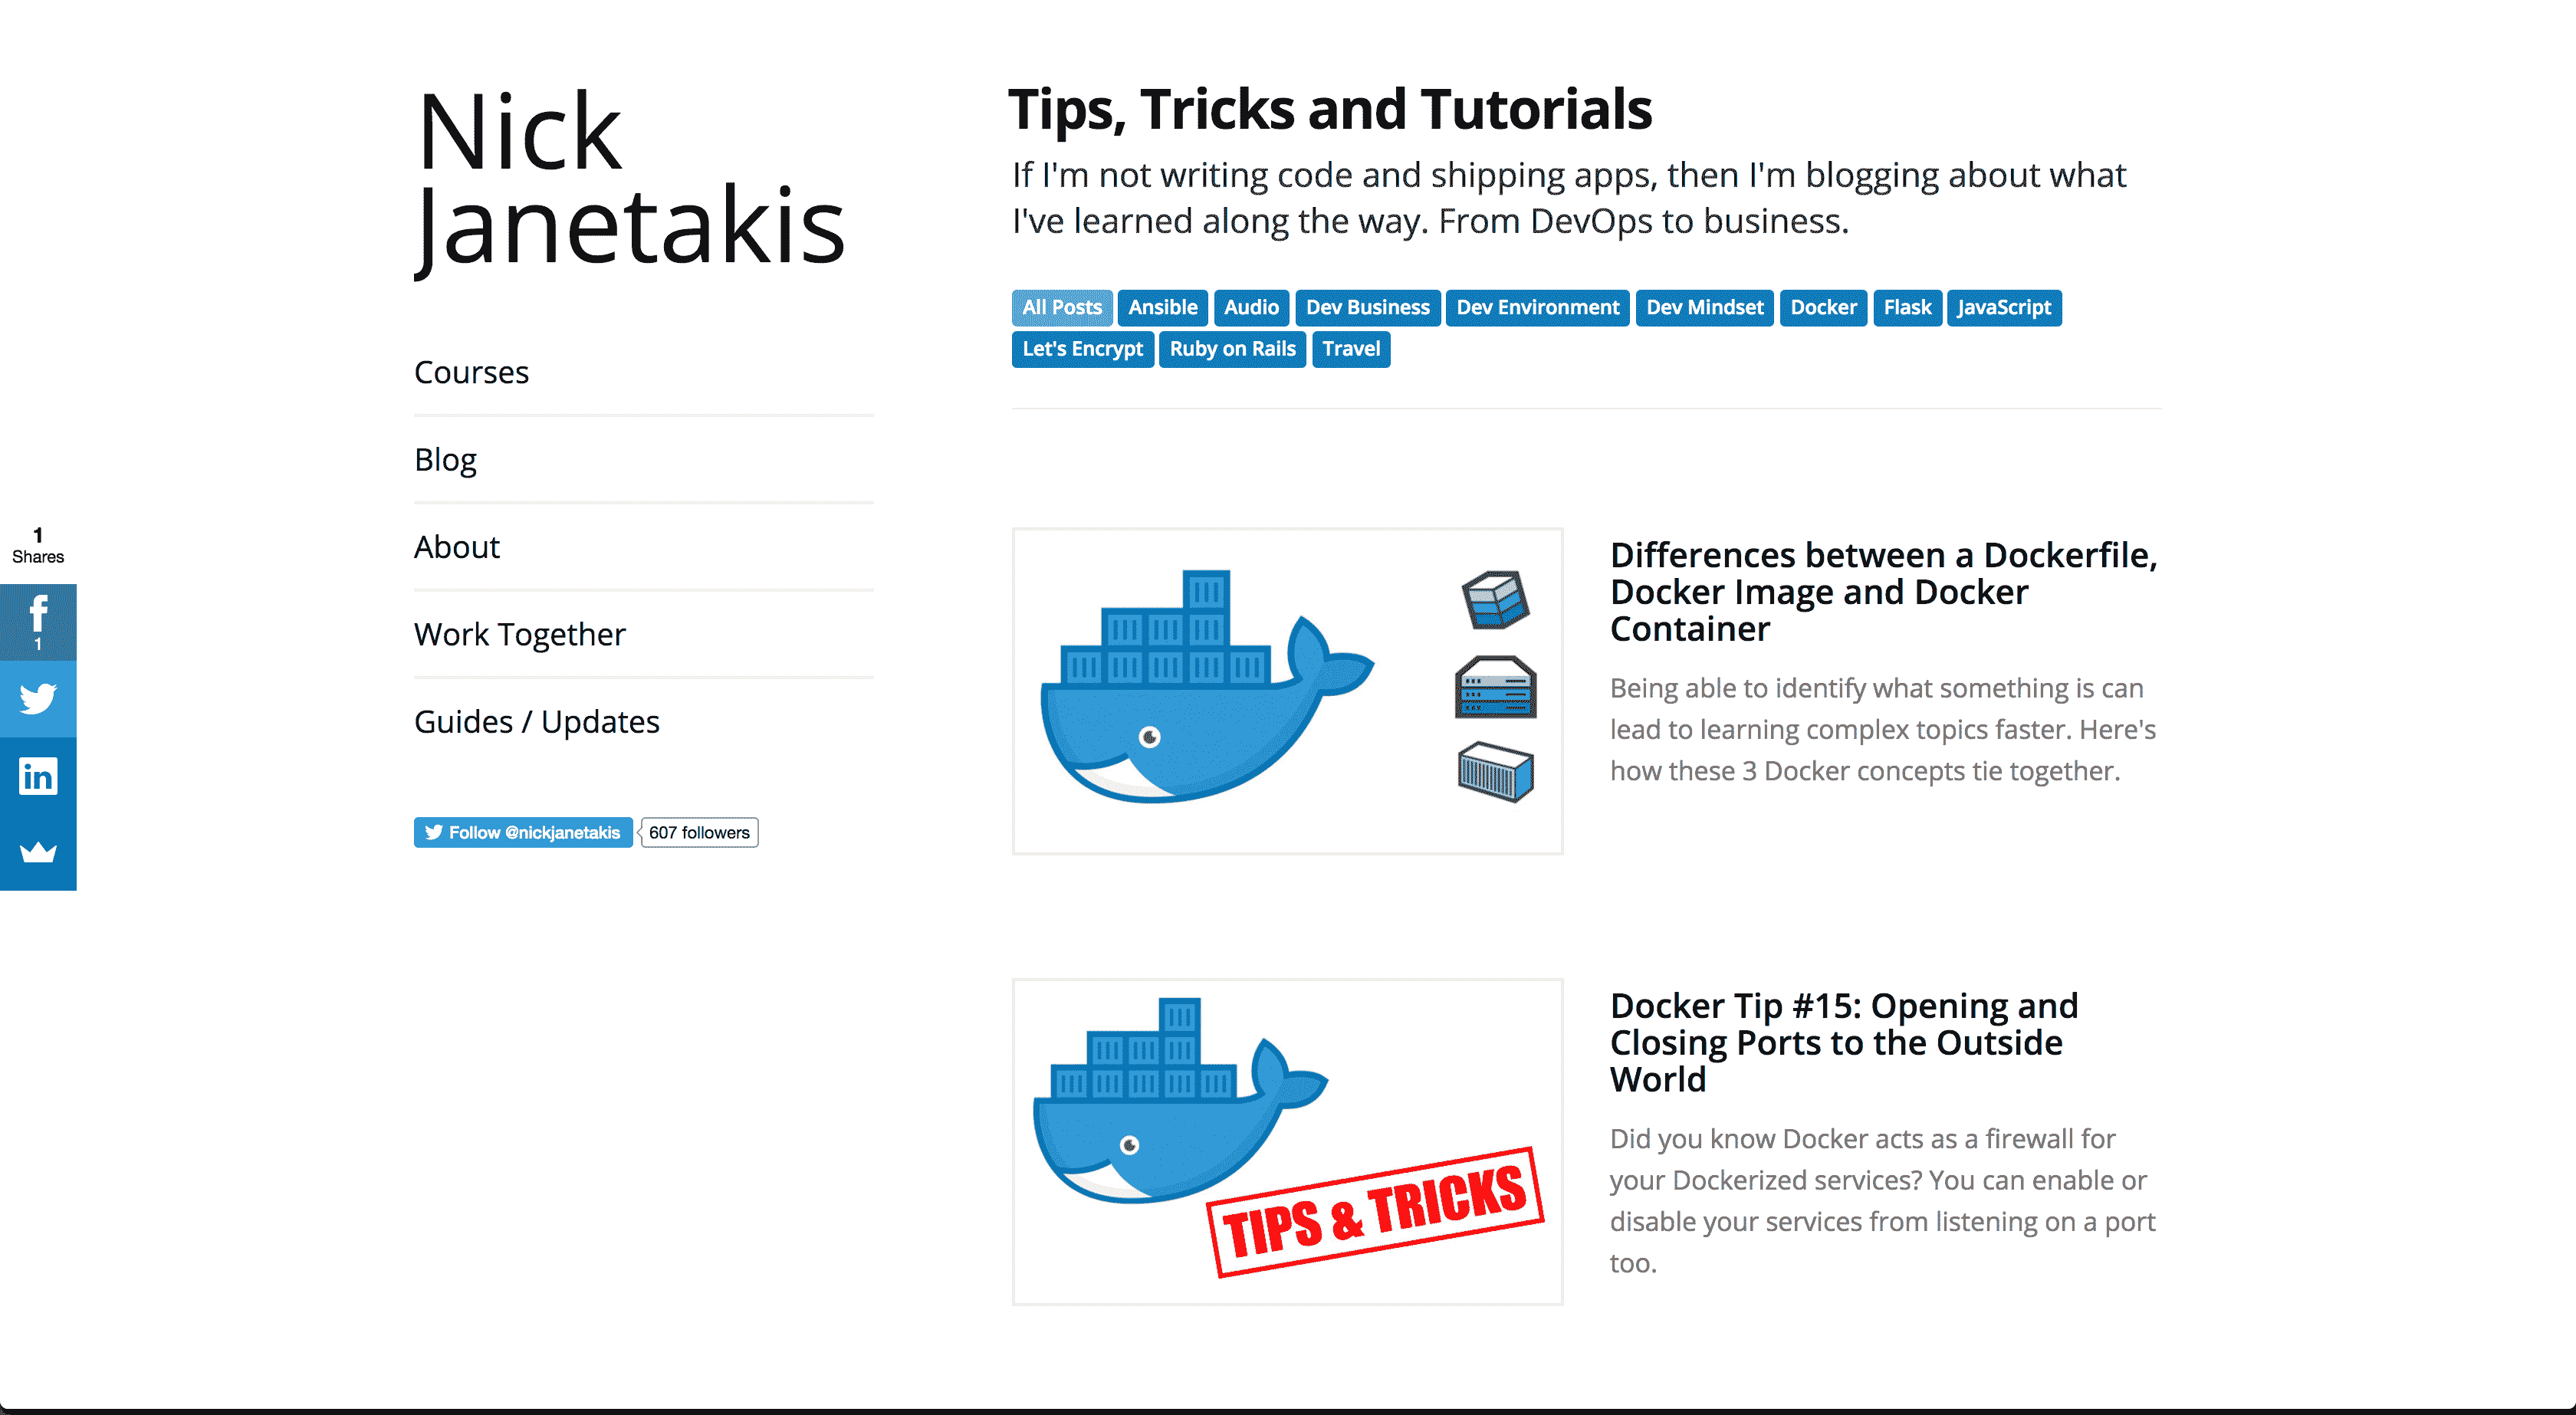 Nick
Janetakis
Courses
Blog
About
Work Together
Guides / Updates
Follow @nickjanetakis 607 followers
1
Shares
1
Tips, Tricks and Tutorials
If I'm not writing code and shipping apps, then I'm blogging about what
I've learned along the way. From DevOps to business.
All Posts Ansible Audio Dev Business Dev Environment Dev Mindset Docker Flask JavaScript
Let's Encrypt Ruby on Rails Travel
Differences between a Dockerfile,
Docker Image and Docker
Container
Being able to identify what something is can
lead to learning complex topics faster. Here's
how these 3 Docker concepts tie together.
TIPS & TRICKS
Docker Tip #15: Opening and
Closing Ports to the Outside
World
Did you know Docker acts as a firewall for
your Dockerized services? You can enable or
disable your services from listening on a port
too.